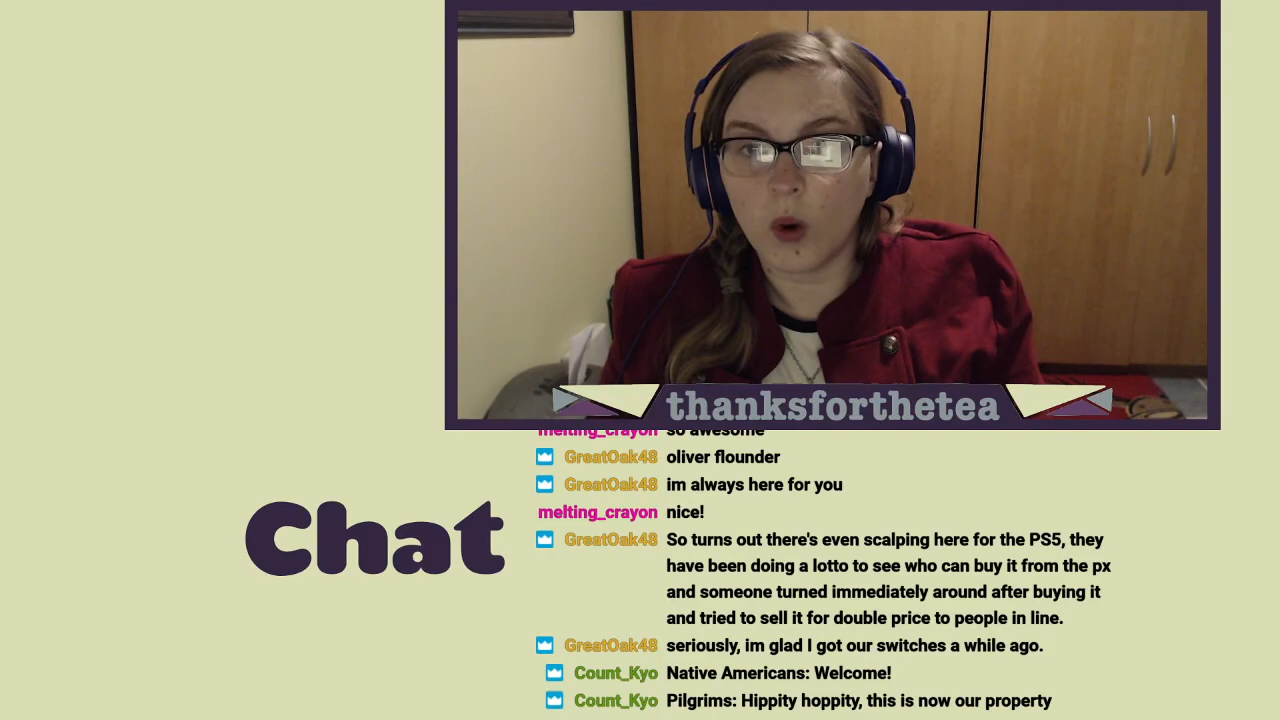 thanksforthetea
melting_crayon so awesome
GreatOak48 oliver flounder
GreatOak48 im always here for you
melting_crayon nice!
Chat
GreatOak48 So turns out there's even scalping here for the PS5, they
have been doing a lotto to see who can buy it from the px
and someone turned immediately around after buying it
and tried to sell it for double price to people in line.
GreatOak48 seriously, im glad I got our switches a while ago.
Count_Kyo Native Americans: Welcome!
Count_Kyo Pilgrims: Hippity hoppity, this is now our property